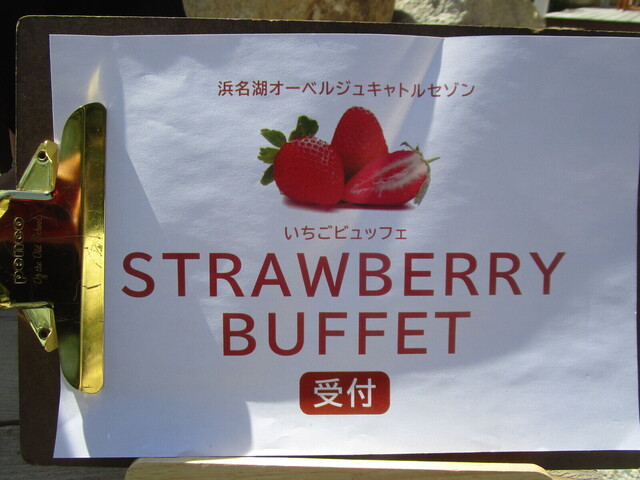 浜名湖オーベルジュキャトルセゾン
いちごビュッフェ
STRAWBERRY
BUFFET
受付
penco